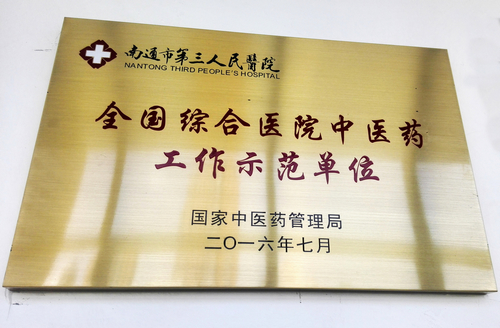 南通市第三人民醫院
NANTONG THIRD PEOPLE'S HOSPITAL
全国综合医院中医药
工作示范单位
国家中医药管理局
二〇一六年七月